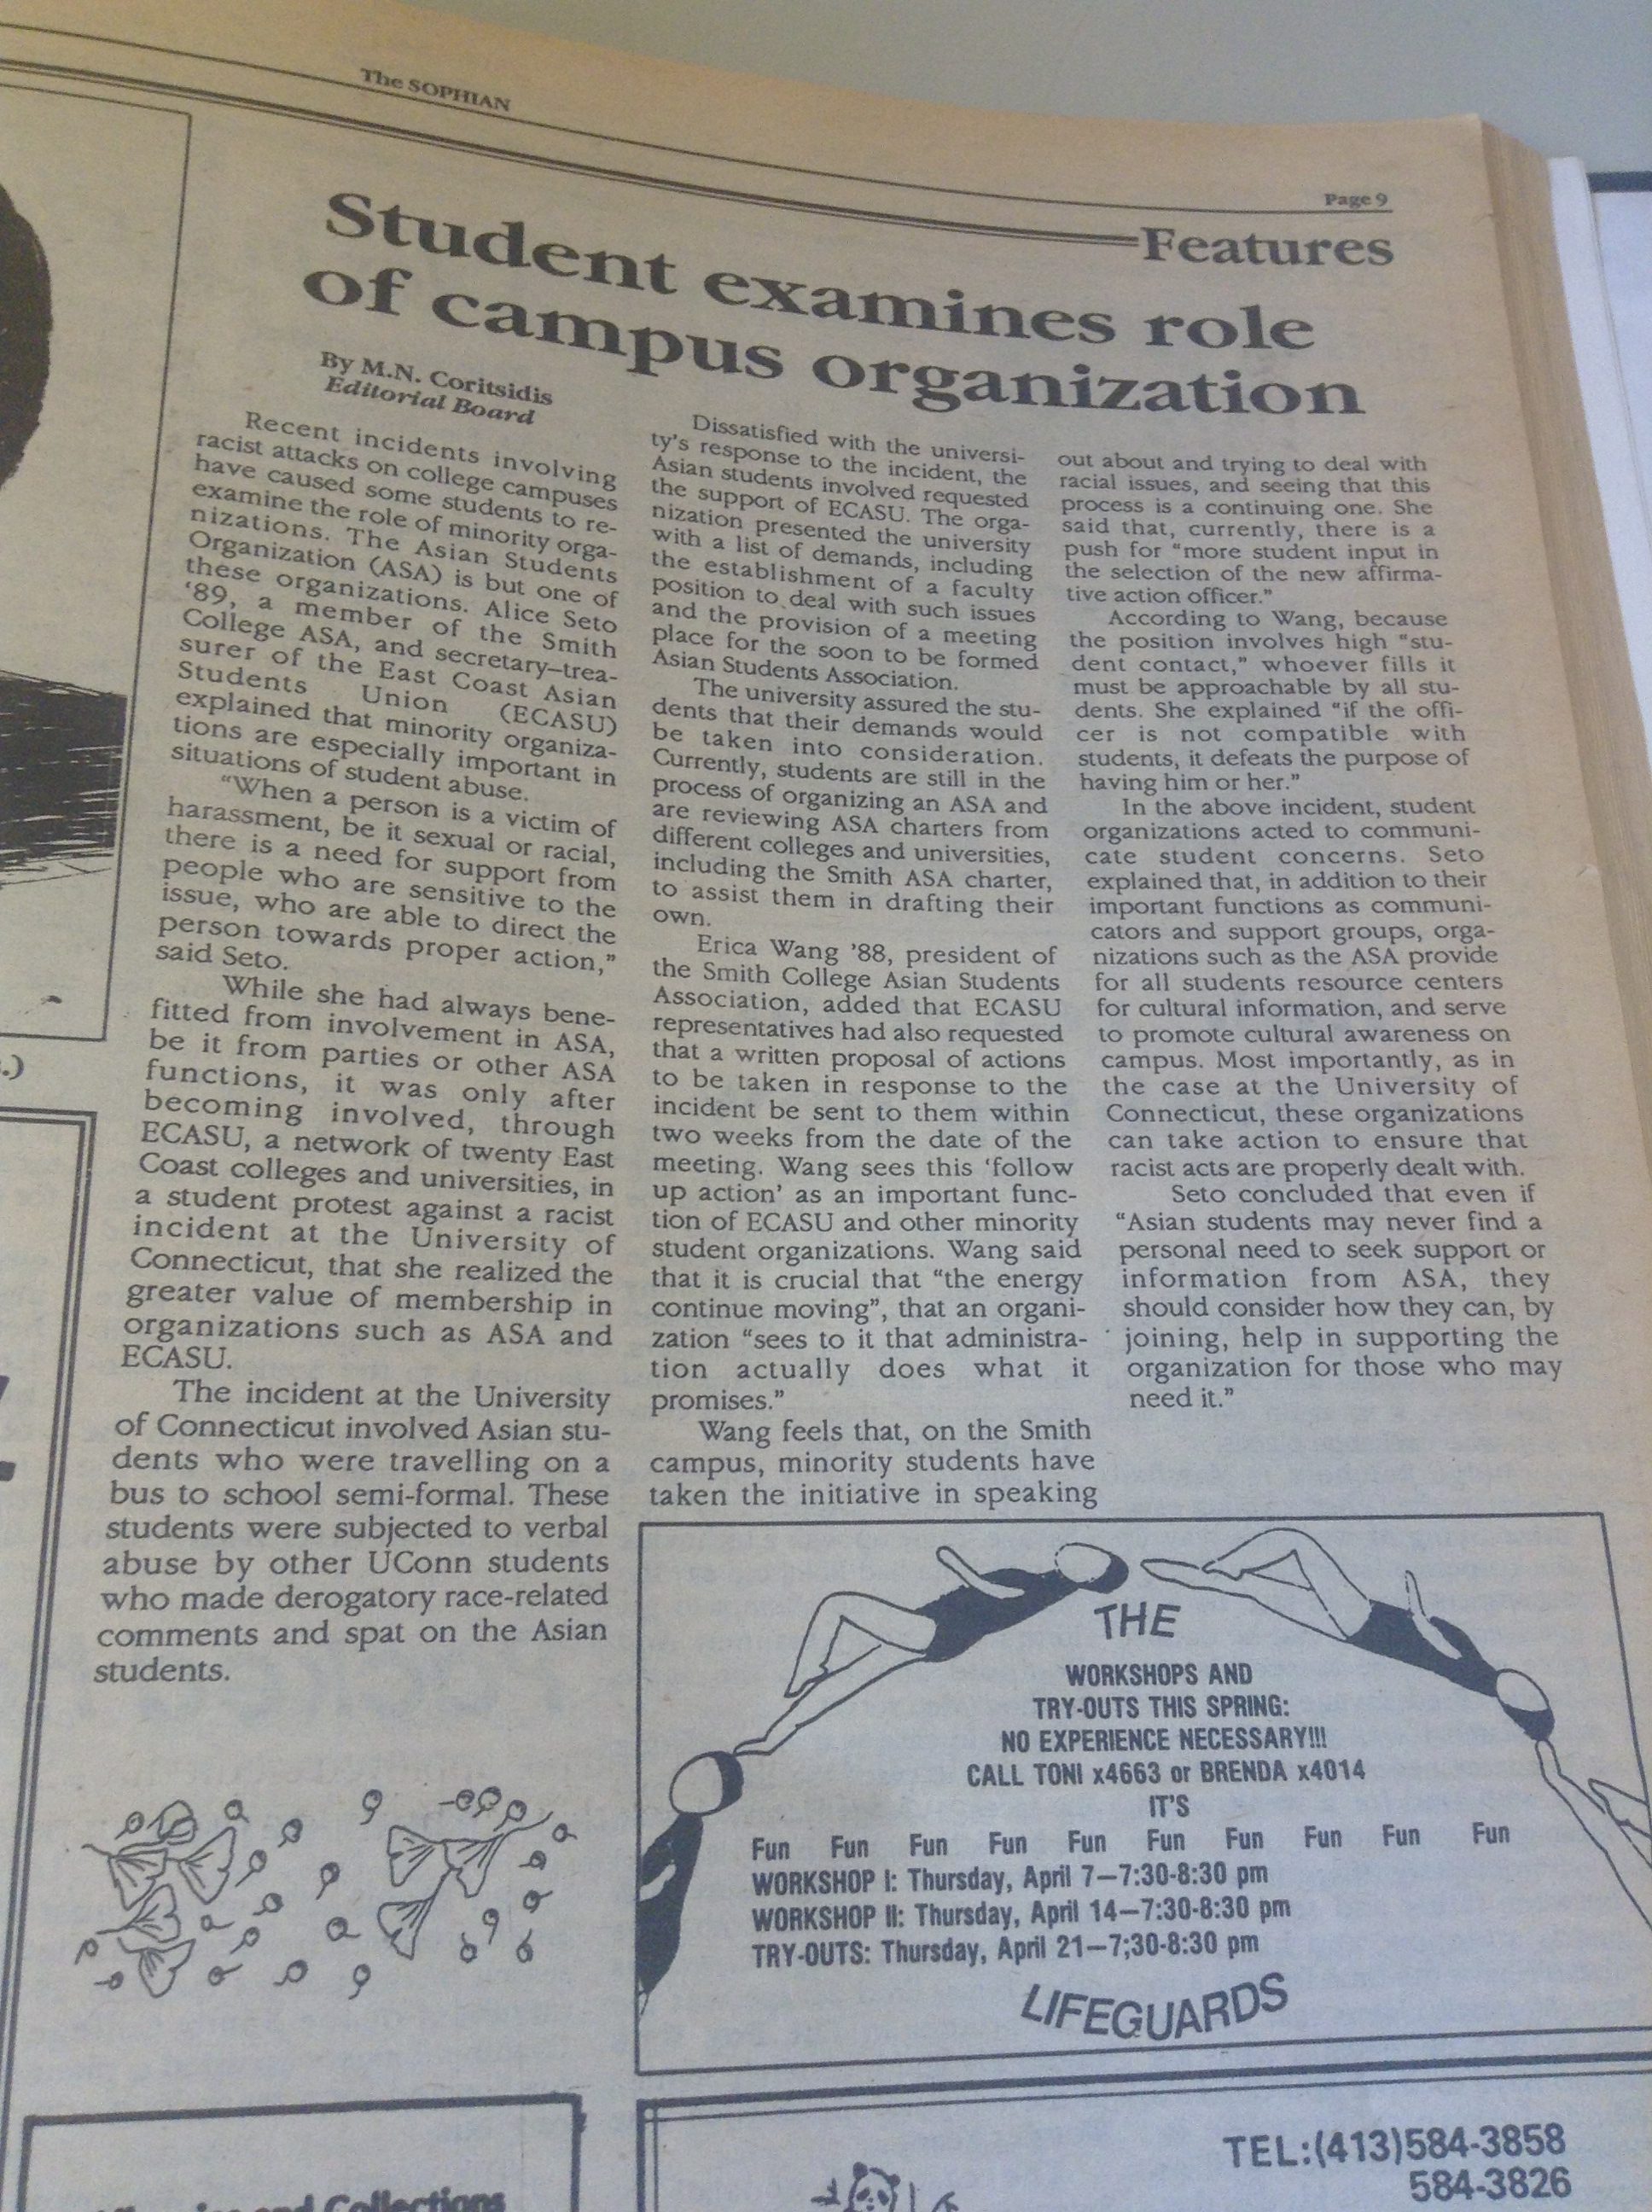 The SOPHIAN
Page 9
Features
Student examines role
of campus organization
By M.N. Coritsidis
Editorial Board
Recent incidents involving
racist attacks on college campuses
have caused some students to re-
examine the role of minority orga-
nizations. The Asian Students
Organization (ASA) is but one of
these organizations. Alice Seto
'89, a member of the Smith
College ASA, and secretary-trea-
surer of the East Coast Asian
Students Union (ECASU)
explained that minority organiza-
tions are especially important in
situations of student abuse.
"When a person is a victim of
harassment, be it sexual or racial,
there is a need for support from
people who are sensitive to the
issue, who are able to direct the
person towards proper action,"
said Seto.
While she had always bene-
fitted from involvement in ASA,
be it from parties or other ASA
functions, it was only after
becoming involved, through
ECASU, a network of twenty East
Coast colleges and universities, in
a student protest against a racist
incident at the University of
Connecticut, that she realized the
greater value of membership in
organizations such as ASA and
ECASU.
The incident at the University
of Connecticut involved Asian stu-
dents who were travelling on a
bus to school semi-formal. These
students were subjected to verbal
abuse by other UConn students
who made derogatory race-related
comments and spat on the Asian
students.
Dissatisfied with the universi-
ty's response to the incident, the
Asian students involved requested
the support of ECASU. The orga-
nization presented the university
with a list of demands, including
the establishment of a faculty
position to deal with such issues
and the provision of a meeting
place for the soon to be formed
Asian Students Association.
The university assured the stu-
dents that their demands would
be taken into consideration.
Currently, students are still in the
process of organizing an ASA and
are reviewing ASA charters from
different colleges and universities,
including the Smith ASA charter,
to assist them in drafting their
own.
Erica Wang '88, president of
the Smith College Asian Students
Association, added that ECASU
representatives had also requested
that a written proposal of actions
to be taken in response to the
incident be sent to them within
two weeks from the date of the
meeting. Wang sees this 'follow
up action' as an important func-
tion of ECASU and other minority
student organizations. Wang said
that it is crucial that "the energy
continue moving", that an organi-
zation "sees to it that administra-
tion actually does what it
promises."
Wang feels that, on the Smith
campus, minority students have
taken the initiative in speaking
out about and trying to deal with
racial issues, and seeing that this
process is a continuing one. She
said that, currently, there is a
push for "more student input in
the selection of the new affirma-
tive action officer."
According to Wang, because
the position involves high "stu-
dent contact," whoever fills it
must be approachable by all stu-
dents. She explained "if the offi-
cer is not compatible with
students, it defeats the purpose of
having him or her."
In the above incident, student
organizations acted to communi-
cate student concerns. Seto
explained that, in addition to their
important functions as communi-
cators and support groups, orga-
nizations such as the ASA provide
for all students resource centers
for cultural information, and serve
to promote cultural awareness on
campus. Most importantly, as in
the case at the University of
Connecticut, these organizations
can take action to ensure that
racist acts are properly dealt with.
Seto concluded that even if
"Asian students may never find a
personal need to seek support or
information from ASA, they
should consider how they can, by
joining, help in supporting the
organization for those who may
need it."
THE
WORKSHOPS AND
TRY-OUTS THIS SPRING:
NO EXPERIENCE NECESSARY!!!
CALL TONI x4663 or BRENDA x4014
IT'S
Fun Fun Fun Fun Fun Fun Fun Fun Fun Fun
WORKSHOP I: Thursday, April 7—7:30-8:30 pm
WORKSHOP II: Thursday, April 14—7:30-8:30 pm
TRY-OUTS: Thursday, April 21—7;30-8:30 pm
LIFEGUARDS
TEL:(413)584-3858
584-3826
and Collections